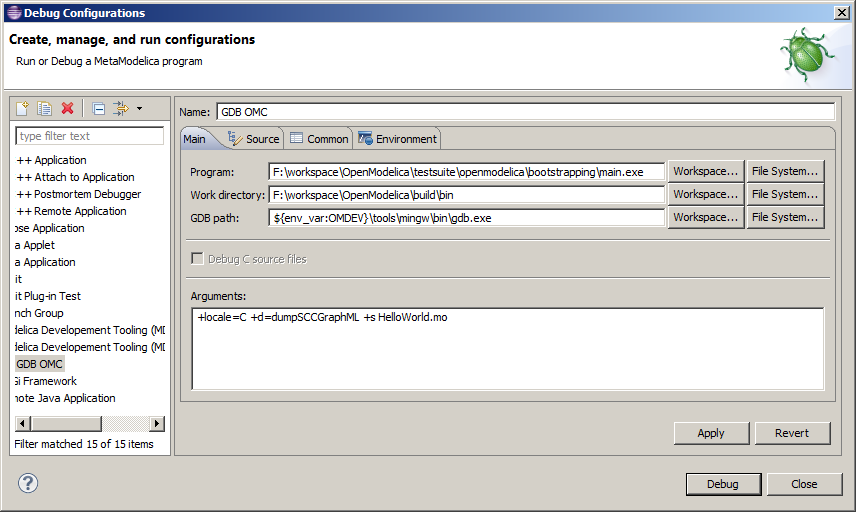 Debug Configurations
Create, manage, and run configurations
Run or Debug a MetaModelica program
type filter text
++ Application
++ Attach to Application
++ Postmortem Debugger
++ Remote Application
ose Application
a Applet
a Application
it
it Plug-in Test
nch Group
delica Developement Tooling (MD
delica Developement Tooling (MD
GDB OMC
Gi Framework
note Java Application
Filter matched 15 of 15 items
Name: GDB OMC
Main Source Common Environment
Program: F:\workspace\OpenModelica\testsuite\openmodelica\bootstrapping\main.exe Workspace... File System...
Work directory: F:\workspace\OpenModelica\build\bin Workspace... File System...
GDB path: ${env_var:OMDEV}\tools\mingw\bin\gdb.exe Workspace... File System...
Debug C source files
Arguments:
+locale=C +d=dumpSCCGraphML +s HelloWorld.mo
Apply Revert
? Debug Close